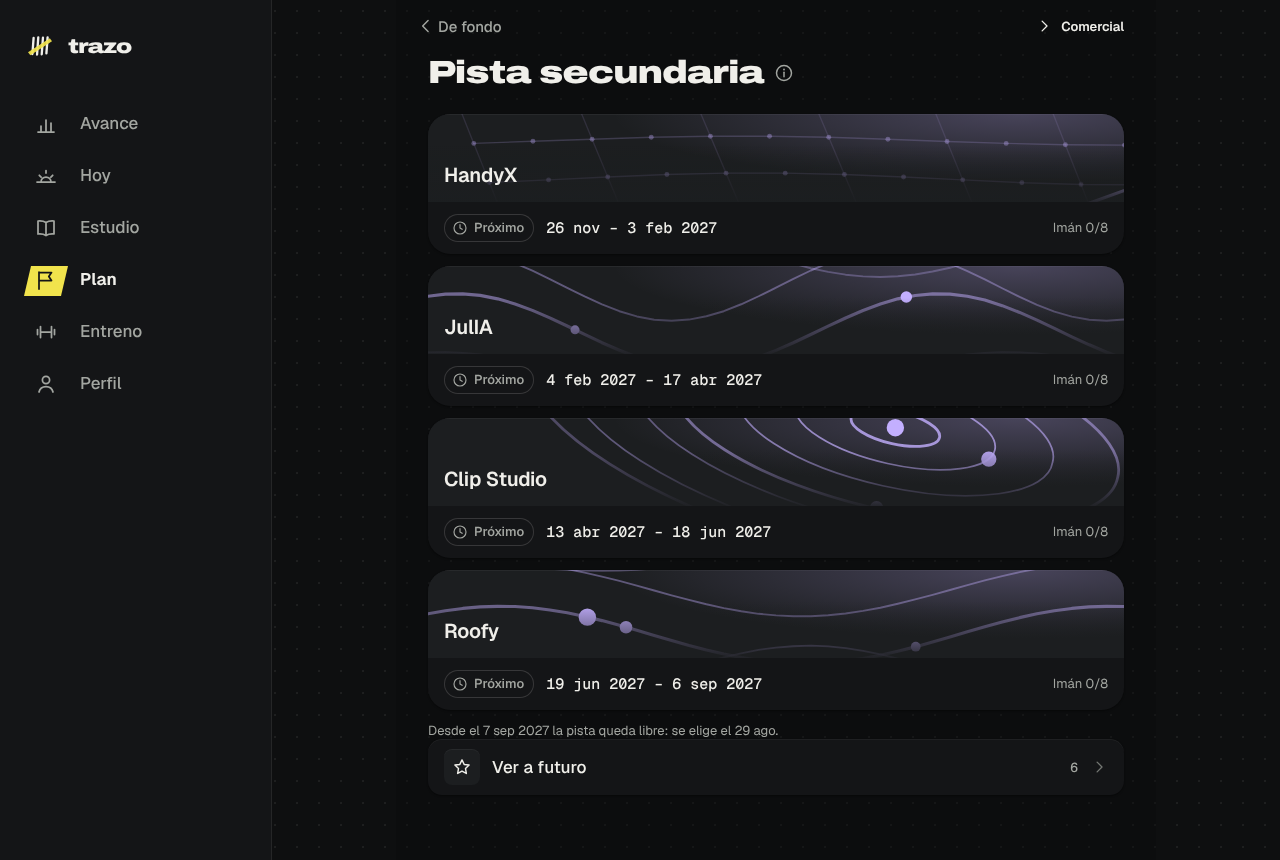 trazo
Avance
Hoy
Estudio
Plan
Entreno
Perfil
De fondo
Comercial
Pista secundaria
HandyX
Próximo 26 nov – 3 feb 2027 Imán 0/8
JulIA
Próximo 4 feb 2027 – 17 abr 2027 Imán 0/8
Clip Studio
Próximo 13 abr – 18 jun 2027 Imán 0/8
Roofy
Próximo 19 jun 2027 – 6 sep 2027 Imán 0/8
Desde el 7 sep 2027 la pista queda libre: se elige el 29 ago.
Ver a futuro 6